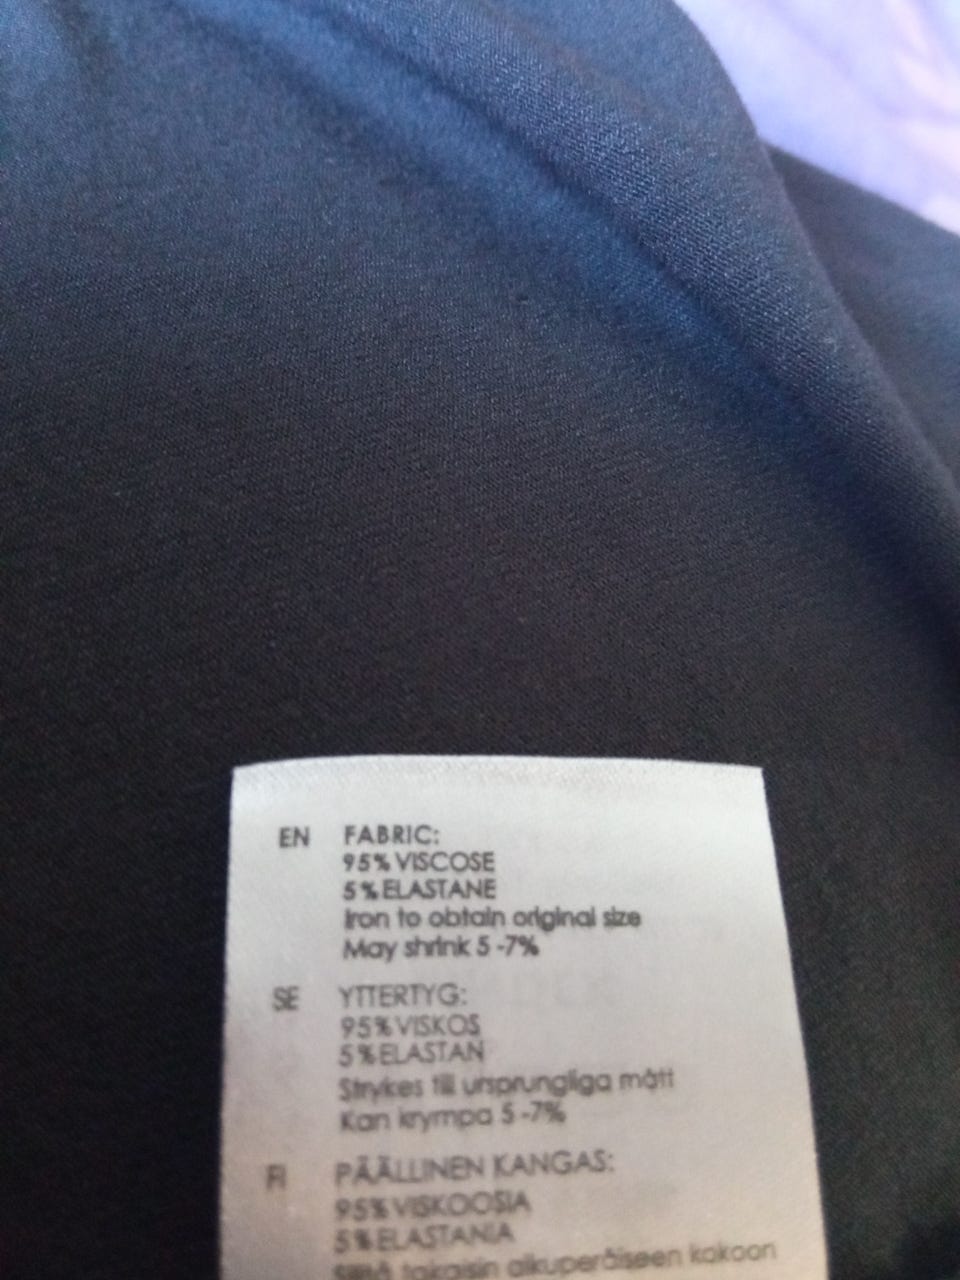 EN FABRIC:
95% VISCOSE
5% ELASTANE
Iron to obtain original size
May shrink 5 -7%
SE YTTERTYG:
95% VISKOS
5% ELASTAN
Strykes till ursprungliga mått
Kan krympa 5 -7%
FI PÄÄLLINEN KANGAS:
95% VISKOOSIA
5% ELASTANIA
Silitä takaisin alkuperäiseen kokoon